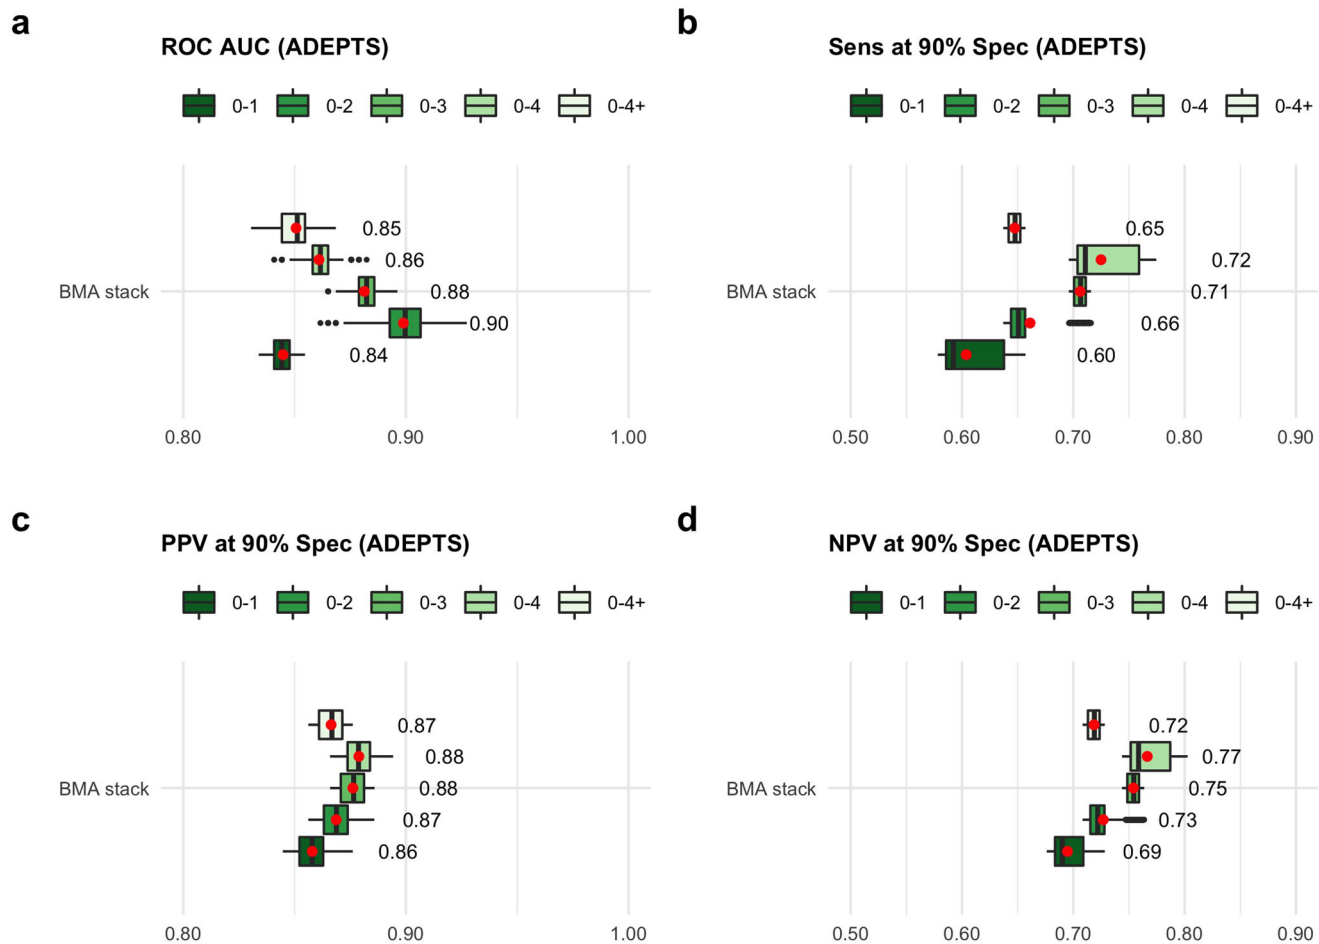 a
ROC AUC (ADEPTS)
0-1 0-2 0-3 0-4 0-4+
0.85
0.86
BMA stack 0.88
0.90
0.84
0.80 0.90 1.00
b
Sens at 90% Spec (ADEPTS)
0-1 0-2 0-3 0-4 0-4+
0.65
0.72
BMA stack 0.71
0.66
0.60
0.50 0.60 0.70 0.80 0.90
c
PPV at 90% Spec (ADEPTS)
0-1 0-2 0-3 0-4 0-4+
0.87
0.88
BMA stack 0.88
0.87
0.86
0.80 0.90 1.00
d
NPV at 90% Spec (ADEPTS)
0-1 0-2 0-3 0-4 0-4+
0.72
0.77
BMA stack 0.75
0.73
0.69
0.50 0.60 0.70 0.80 0.90